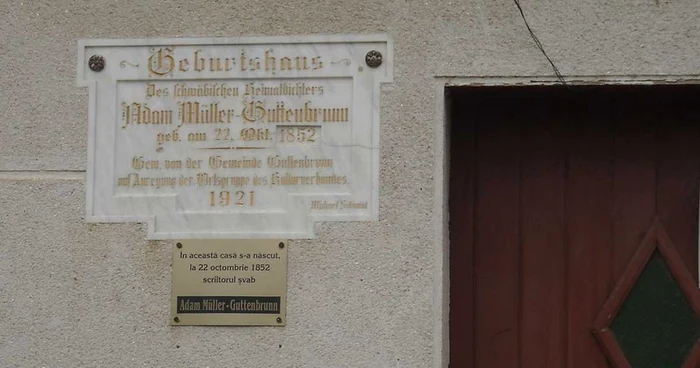 Geburtshaus
Des schwäbischen Heimatdichters
Adam Müller-Guttenbrunn
geb. am 22. Okt. 1852
Gew. von der Gemeinde Guttenbrunn
auf Anregung der Ortsgruppe des Kulturverbandes.
1921
Michael
În această casă s-a născut,
la 22 octombrie 1852
scriitorul șvab
Adam Müller-Guttenbrunn